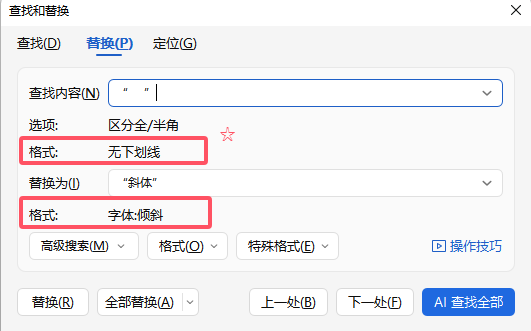 查找和替换
查找(D) 替换(P) 定位(G)
查找内容(N) “ ”
选项: 区分全/半角
格式: 无下划线
替换为(I) “斜体”
格式: 字体:倾斜
高级搜索(M) 格式(O) 特殊格式(E) 操作技巧
替换(R) 全部替换(A) 上一处(B) 下一处(F) AI 查找全部